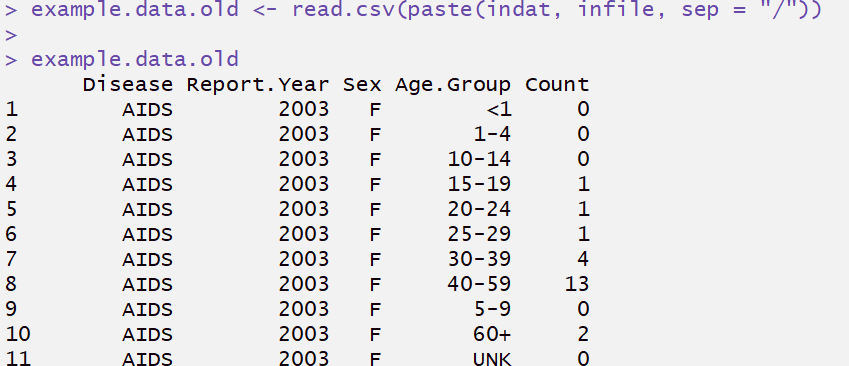 > example.data.old <- read.csv(paste(indat, infile, sep = "/"))
>
> example.data.old
Disease Report.Year Sex Age.Group Count
1 AIDS 2003 F <1 0
2 AIDS 2003 F 1-4 0
3 AIDS 2003 F 10-14 0
4 AIDS 2003 F 15-19 1
5 AIDS 2003 F 20-24 1
6 AIDS 2003 F 25-29 1
7 AIDS 2003 F 30-39 4
8 AIDS 2003 F 40-59 13
9 AIDS 2003 F 5-9 0
10 AIDS 2003 F 60+ 2
11 AIDS 2003 F UNK 0